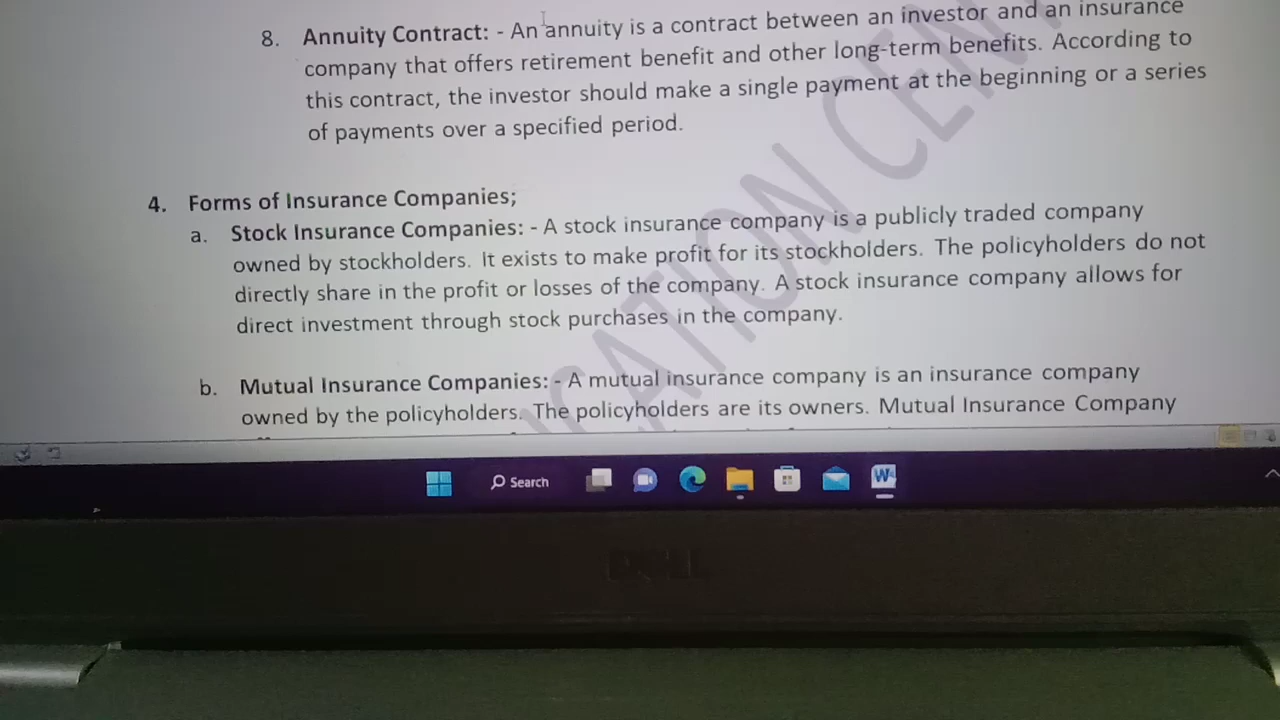 8. Annuity Contract: - An annuity is a contract between an investor and an insurance
company that offers retirement benefit and other long-term benefits. According to
this contract, the investor should make a single payment at the beginning or a series
of payments over a specified period.
4. Forms of Insurance Companies;
a. Stock Insurance Companies: - A stock insurance company is a publicly traded company
owned by stockholders. It exists to make profit for its stockholders. The policyholders do not
directly share in the profit or losses of the company. A stock insurance company allows for
direct investment through stock purchases in the company.
b. Mutual Insurance Companies: - A mutual insurance company is an insurance company
owned by the policyholders. The policyholders are its owners. Mutual Insurance Company
Search
DELL